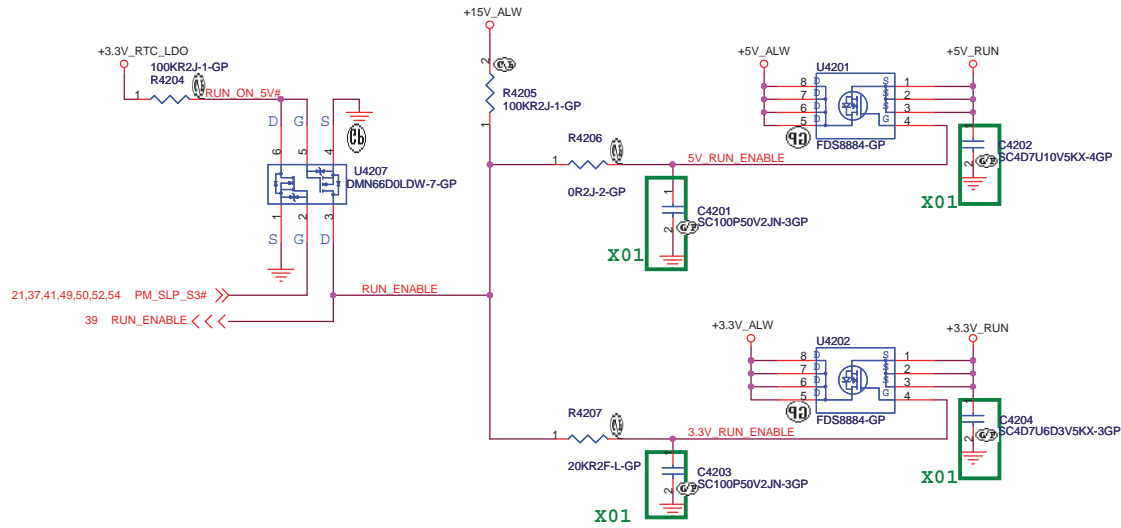 +15V_ALW
+3.3V_RTC_LDO
100KR2J-1-GP
R4204
1
2
RUN_ON_5V#
D
G
S
6
5
4
U4207
DMN66D0LDW-7-GP
1
2
3
S
G
D
21,37,41,49,50,52,54 PM_SLP_S3#
39 RUN_ENABLE
RUN_ENABLE
2
R4205
100KR2J-1-GP
1
R4206
1
2
0R2J-2-GP
5V_RUN_ENABLE
1
C4201
SC100P50V2JN-3GP
2
X01
+5V_ALW
+5V_RUN
U4201
8 D S 1
7 D S 2
6 D S 3
5 D G 4
GP
FDS8884-GP
1
C4202
SC4D7U10V5KX-4GP
2
X01
R4207
1
2
20KR2F-L-GP
3.3V_RUN_ENABLE
1
C4203
SC100P50V2JN-3GP
2
X01
+3.3V_ALW
+3.3V_RUN
U4202
8 D S 1
7 D S 2
6 D S 3
5 D G 4
GP
FDS8884-GP
1
C4204
SC4D7U6D3V5KX-3GP
2
X01